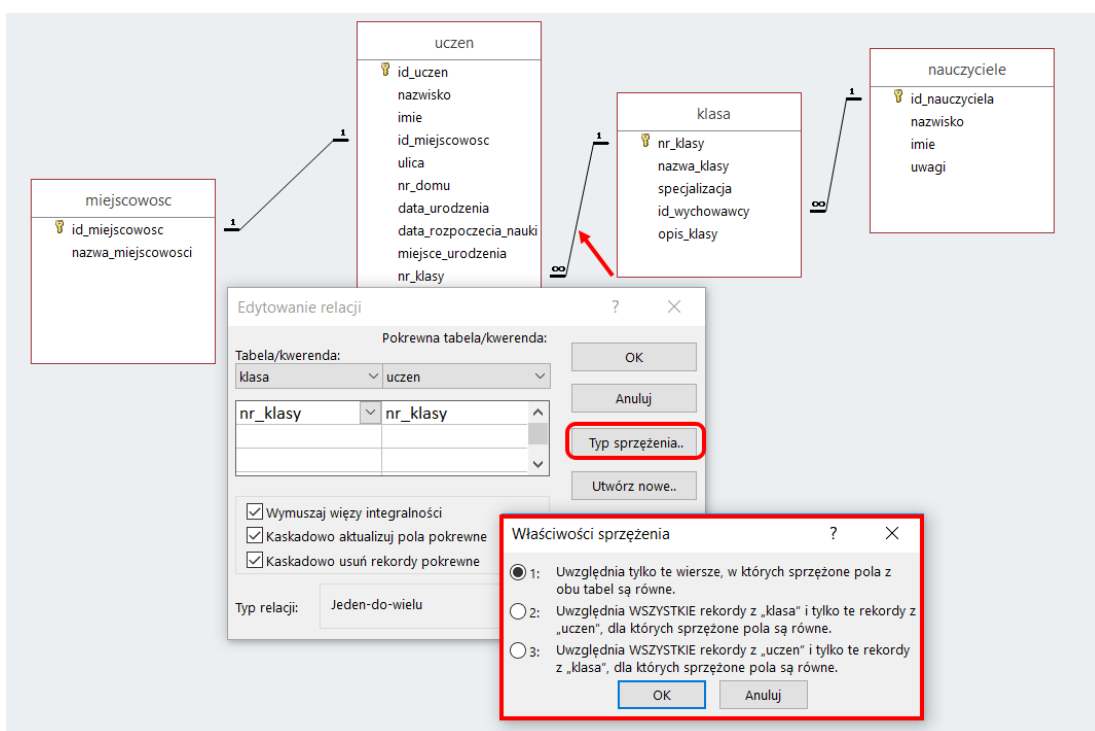 uczen
id_uczen
nazwisko
imie
id_miejscowosc
ulica
nr_domu
data_urodzenia
data_rozpoczecia_nauki
miejsce_urodzenia
nr_klasy
nauczyciele
id_nauczyciela
nazwisko
imie
uwagi
klasa
nr_klasy
nazwa_klasy
specjalizacja
id_wychowawcy
opis_klasy
miejscowosc
id_miejscowosc
nazwa_miejscowosci
1
1
1
∞
1
∞
Edytowanie relacji ?
Tabela/kwerenda: Pokrewna tabela/kwerenda:
klasa uczen
nr_klasy nr_klasy
OK
Anuluj
Typ sprzężenia..
Utwórz nowe..
Wymuszaj więzy integralności
Kaskadowo aktualizuj pola pokrewne
Kaskadowo usuń rekordy pokrewne
Typ relacji: Jeden-do-wielu
Właściwości sprzężenia ?
1: Uwzględnia tylko te wiersze, w których sprzężone pola z
obu tabel są równe.
2: Uwzględnia WSZYSTKIE rekordy z „klasa" i tylko te rekordy z
„uczen", dla których sprzężone pola są równe.
3: Uwzględnia WSZYSTKIE rekordy z „uczen" i tylko te rekordy
z „klasa", dla których sprzężone pola są równe.
OK Anuluj